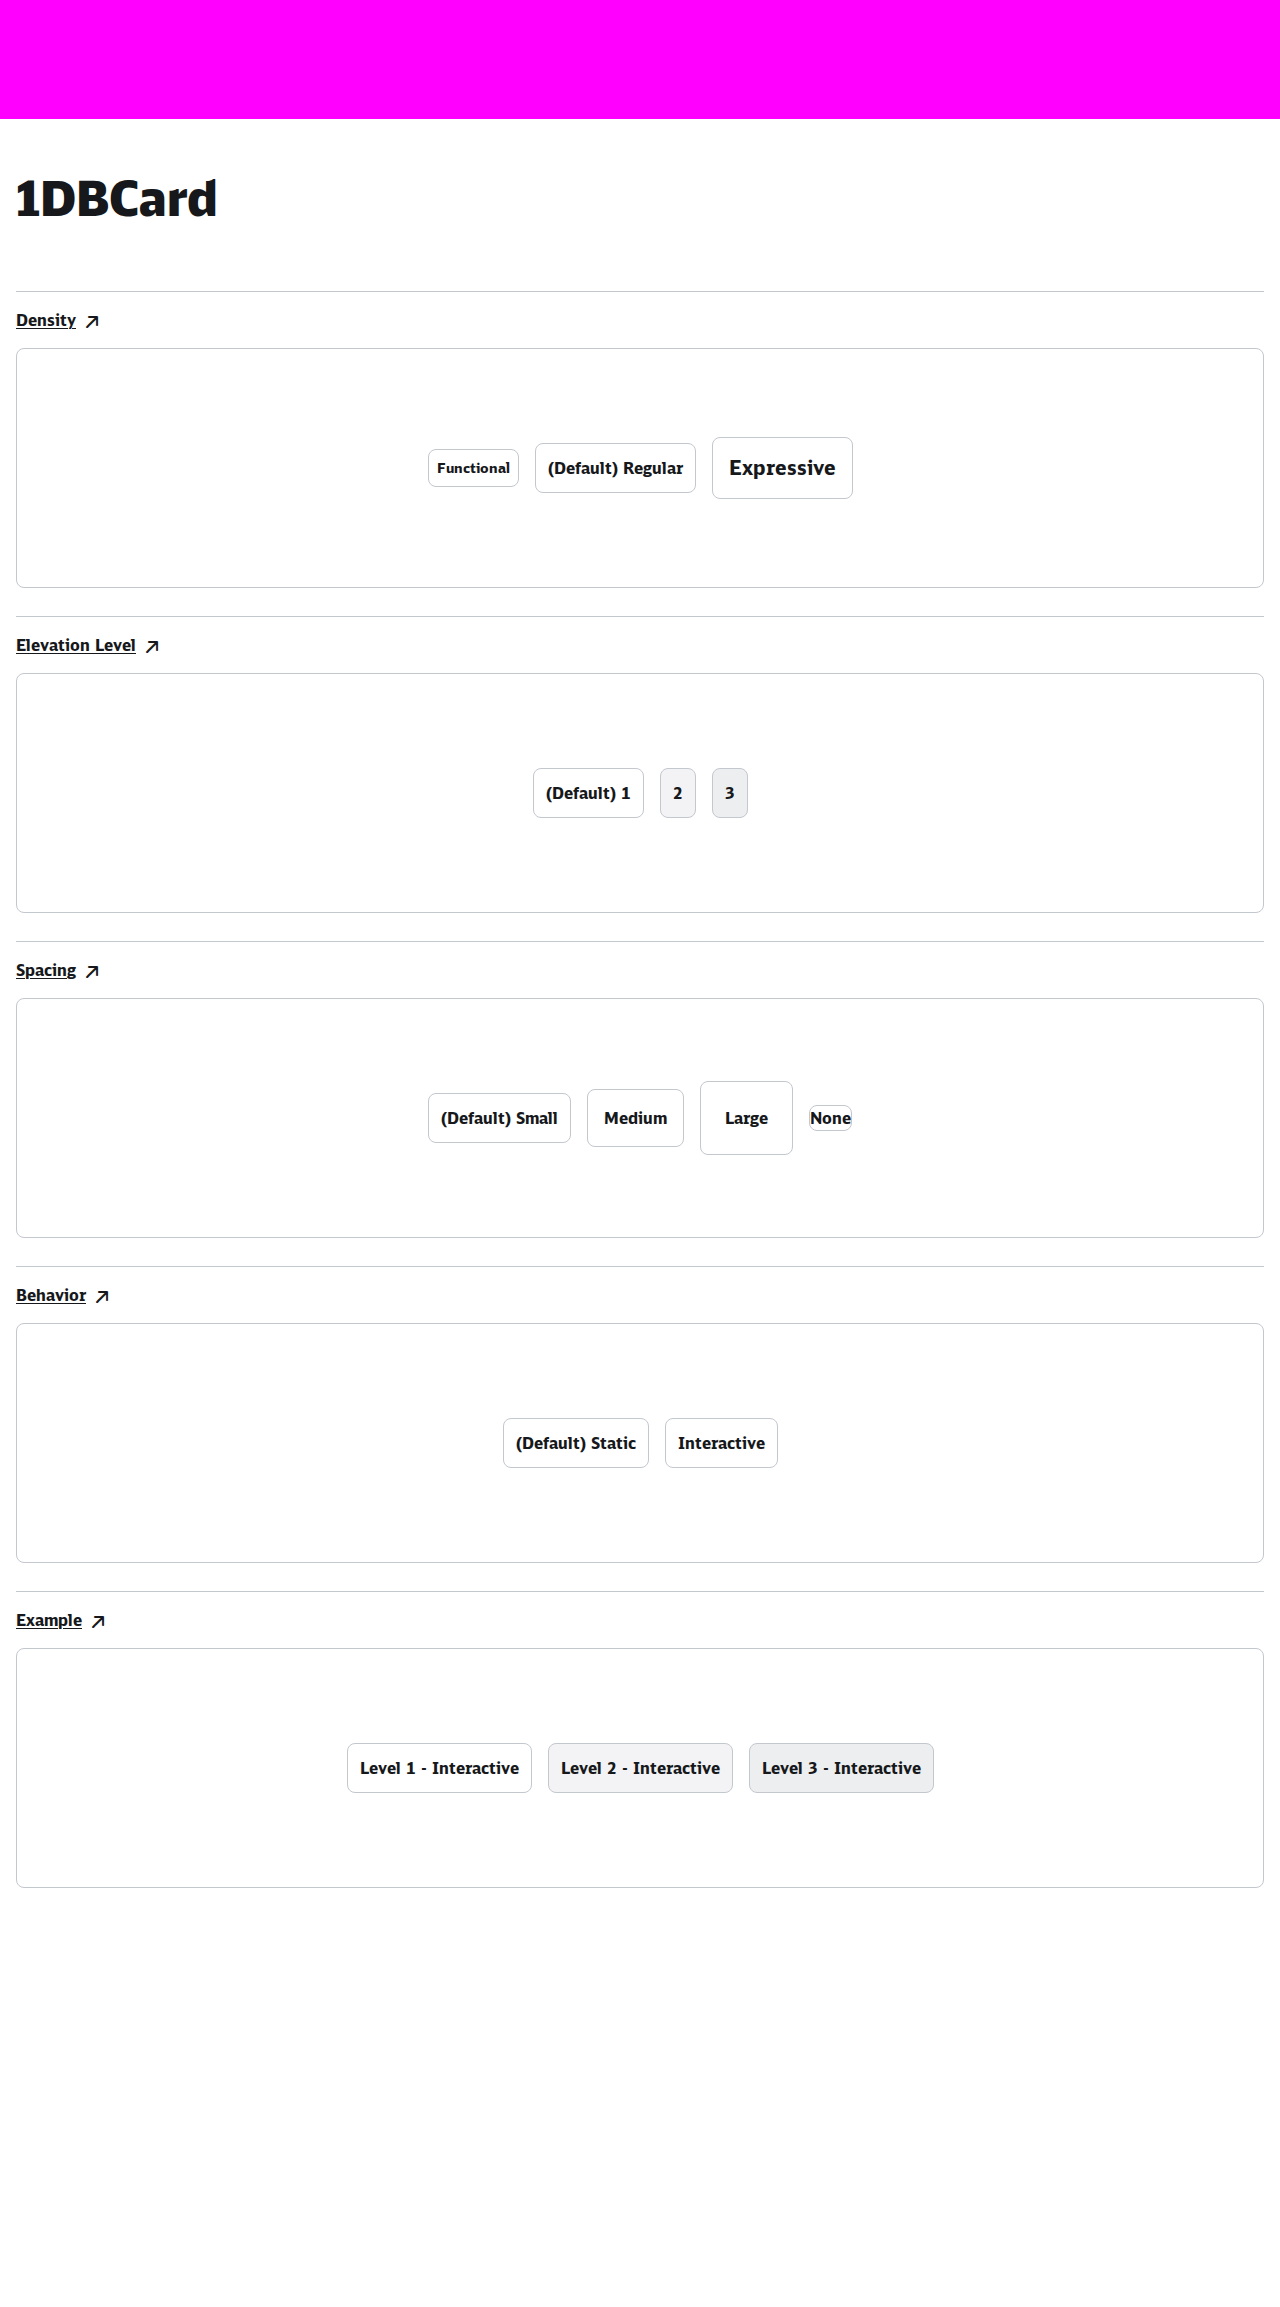 1DBCard
Density
Functional
(Default) Regular
Expressive
Elevation Level
(Default) 1
2
3
Spacing
(Default) Small
Medium
Large
None
Behavior
(Default) Static
Interactive
Example
Level 1 - Interactive
Level 2 - Interactive
Level 3 - Interactive